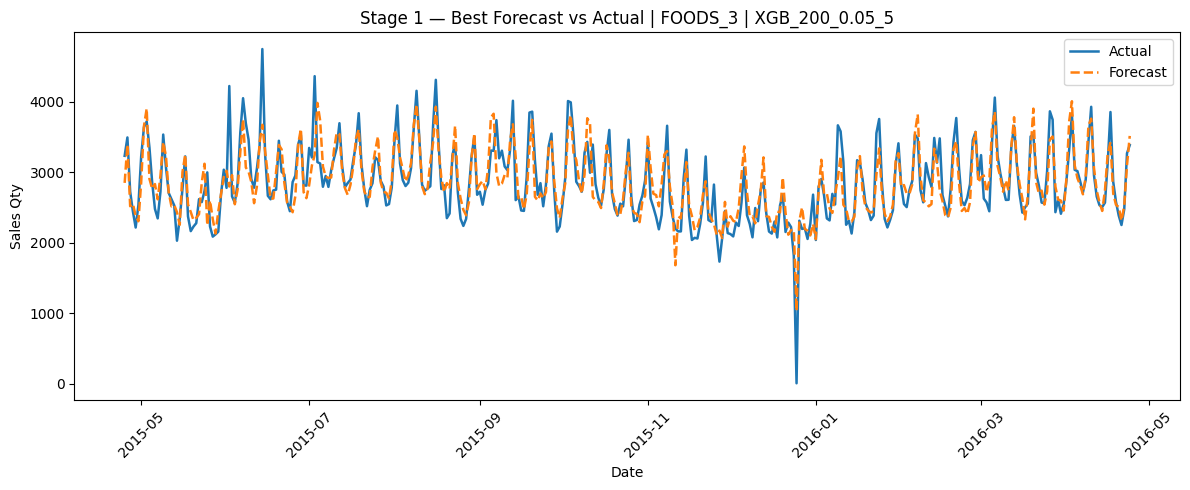 Stage 1 — Best Forecast vs Actual | FOODS_3 | XGB_200_0.05_5
Actual
Forecast
Sales Qty
4000
3000
2000
1000
0
2015-05
2015-07
2015-09
2015-11
2016-01
2016-03
2016-05
Date